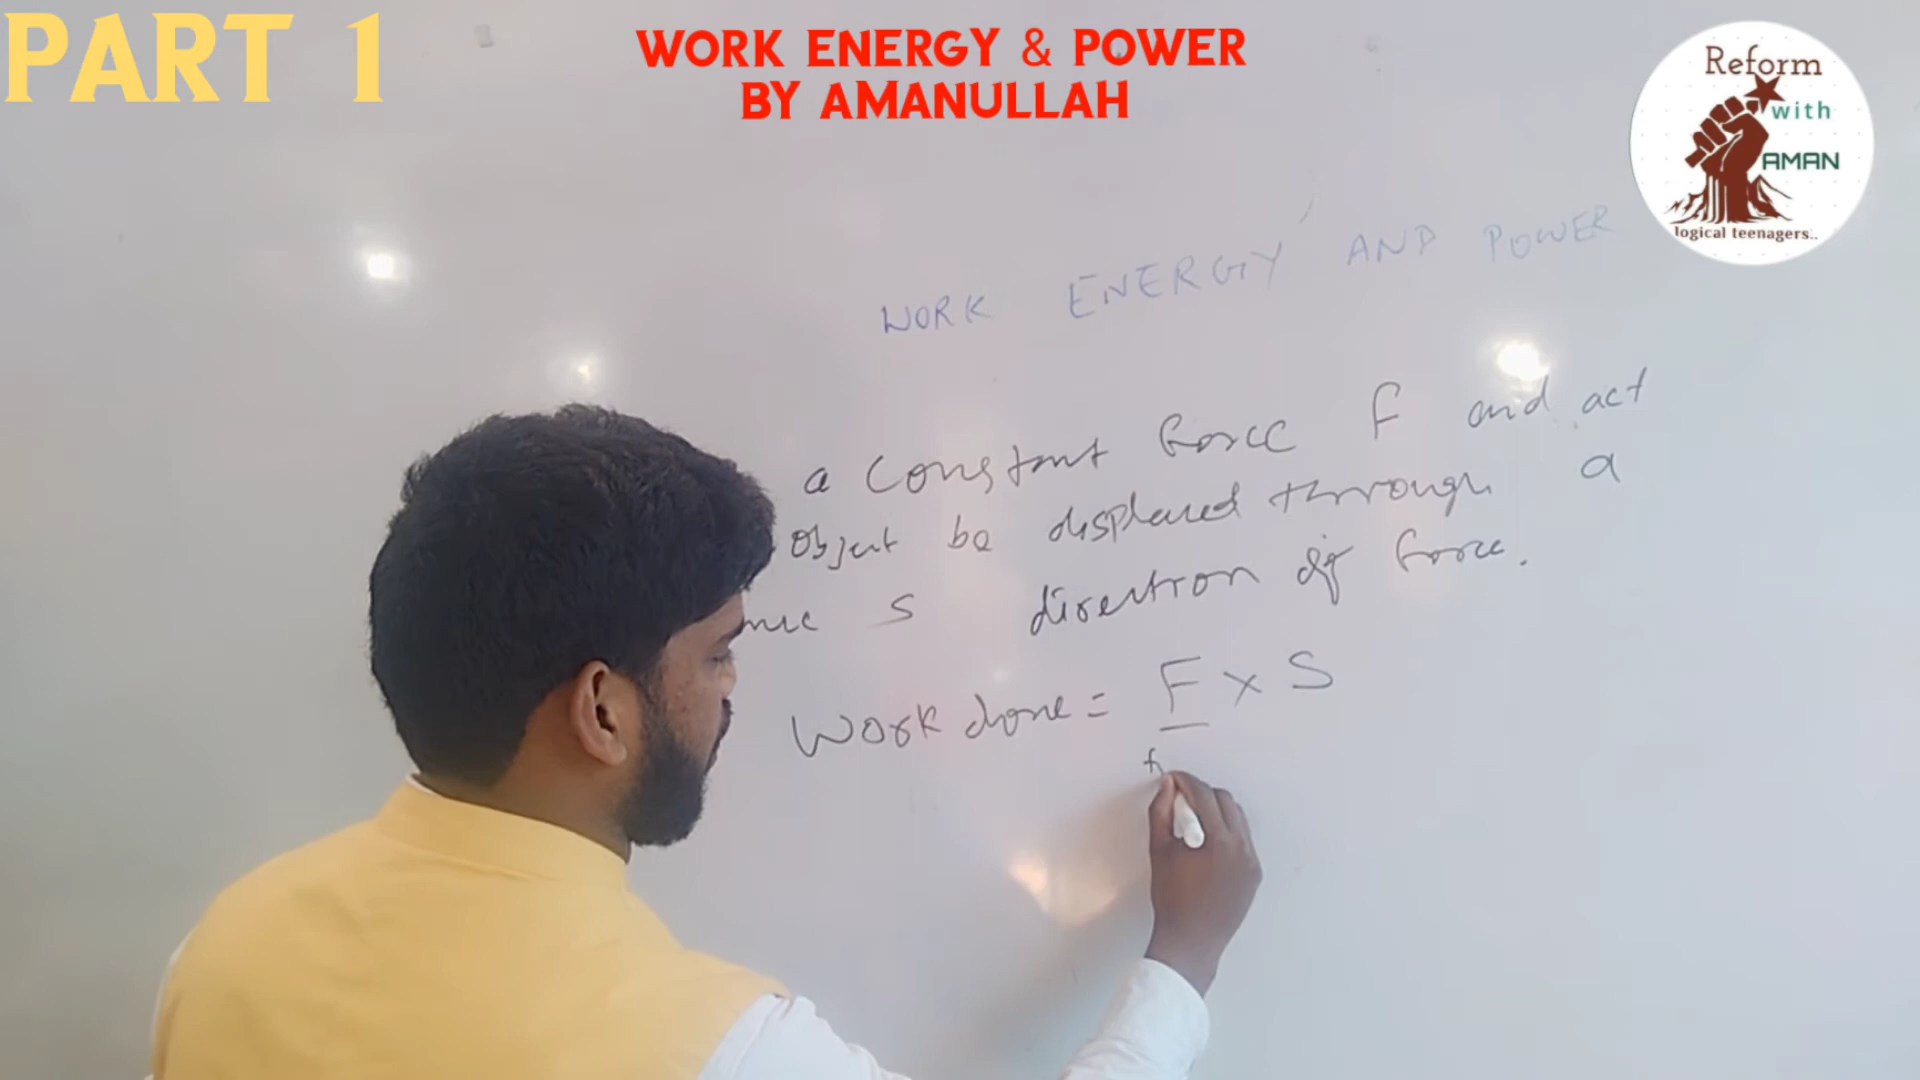 PART 1
WORK ENERGY & POWER
BY AMANULLAH
Reform
with
AMAN
logical teenagers..
WORK ENERGY AND POWER
a constant force F and act
object be displaced through a
S direction of force.
Work done = F x S
f